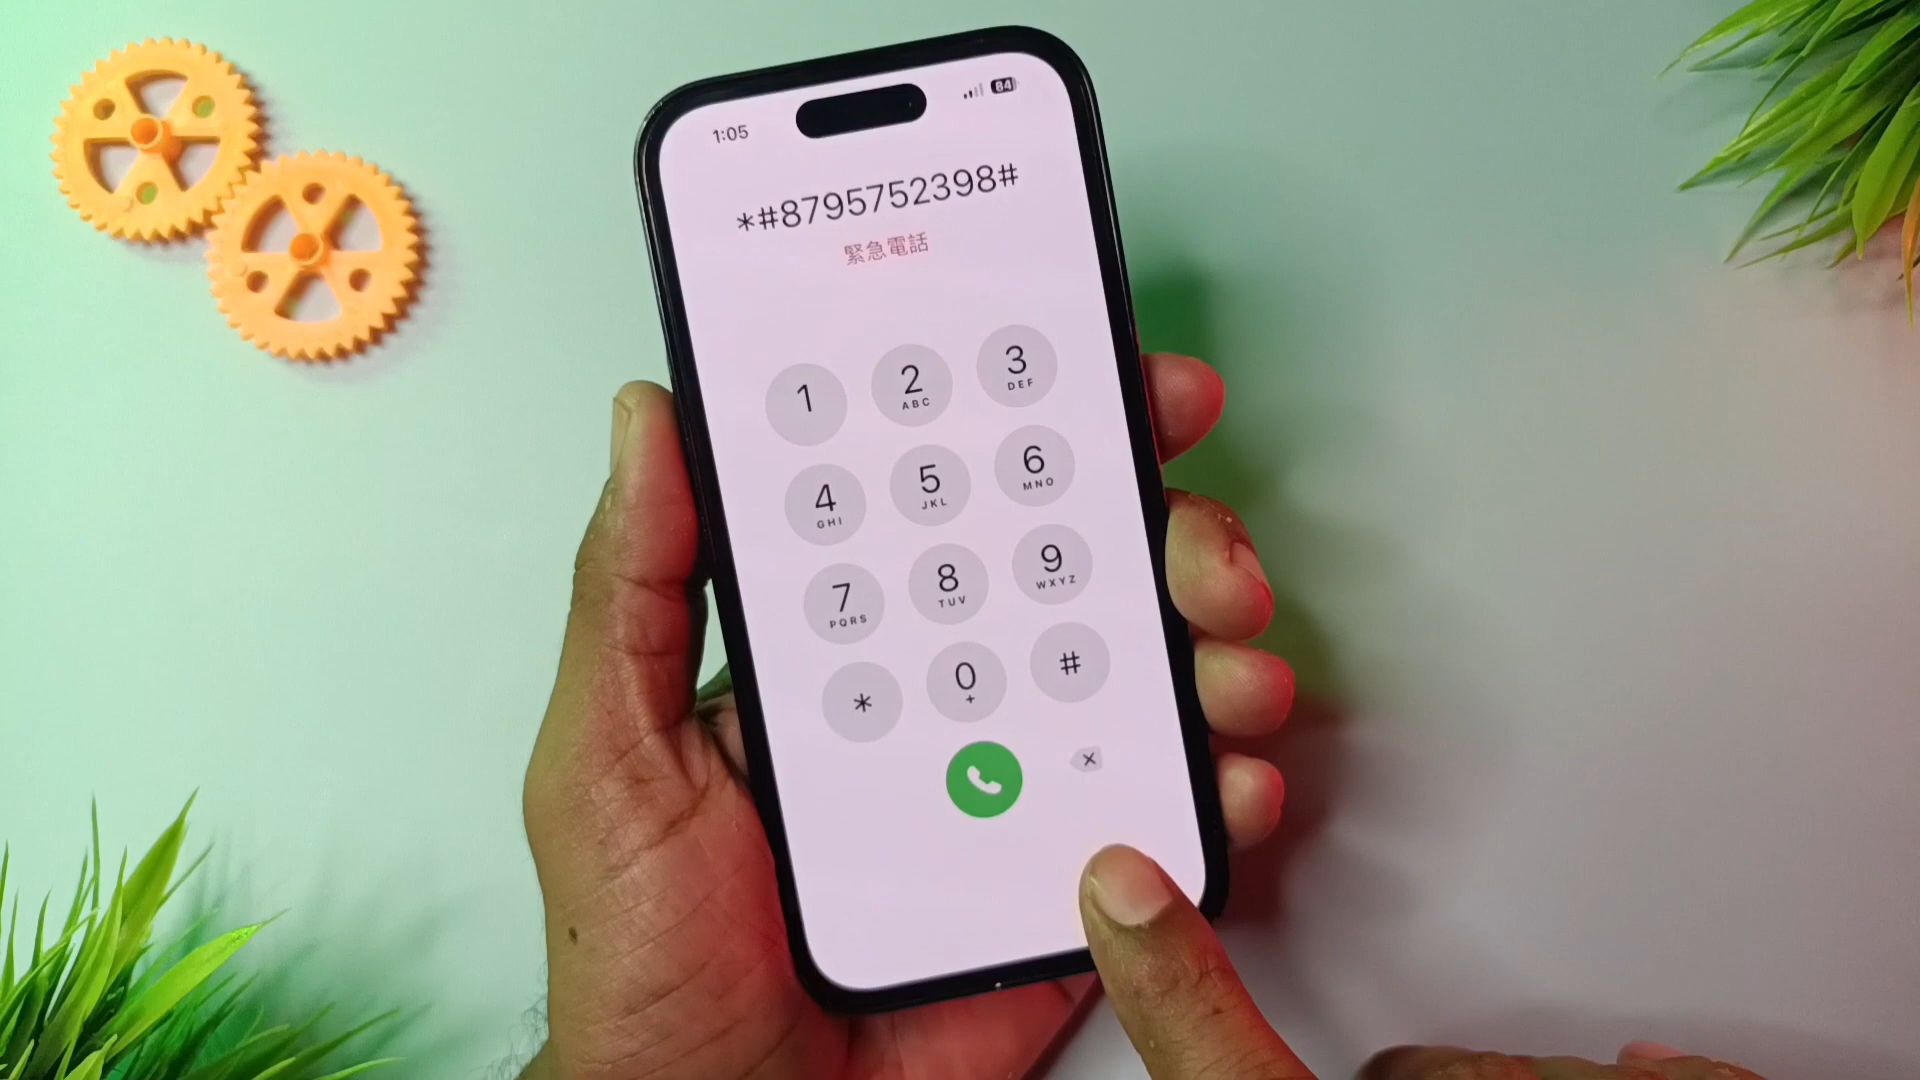 1:05
84
*#8795752398#
緊急電話
1
2
ABC
3
DEF
4
GHI
5
JKL
6
MNO
7
PQRS
8
TUV
9
WXYZ
*
0
+
#